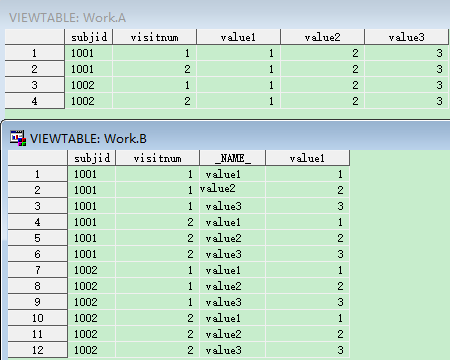 VIEWTABLE: Work.A
subjid visitnum value1 value2 value3
1 1001 1 1 2 3
2 1001 2 1 2 3
3 1002 1 1 2 3
4 1002 2 1 2 3
VIEWTABLE: Work.B
subjid visitnum _NAME_ value1
1 1001 1 value1 1
2 1001 1 value2 2
3 1001 1 value3 3
4 1001 2 value1 1
5 1001 2 value2 2
6 1001 2 value3 3
7 1002 1 value1 1
8 1002 1 value2 2
9 1002 1 value3 3
10 1002 2 value1 1
11 1002 2 value2 2
12 1002 2 value3 3